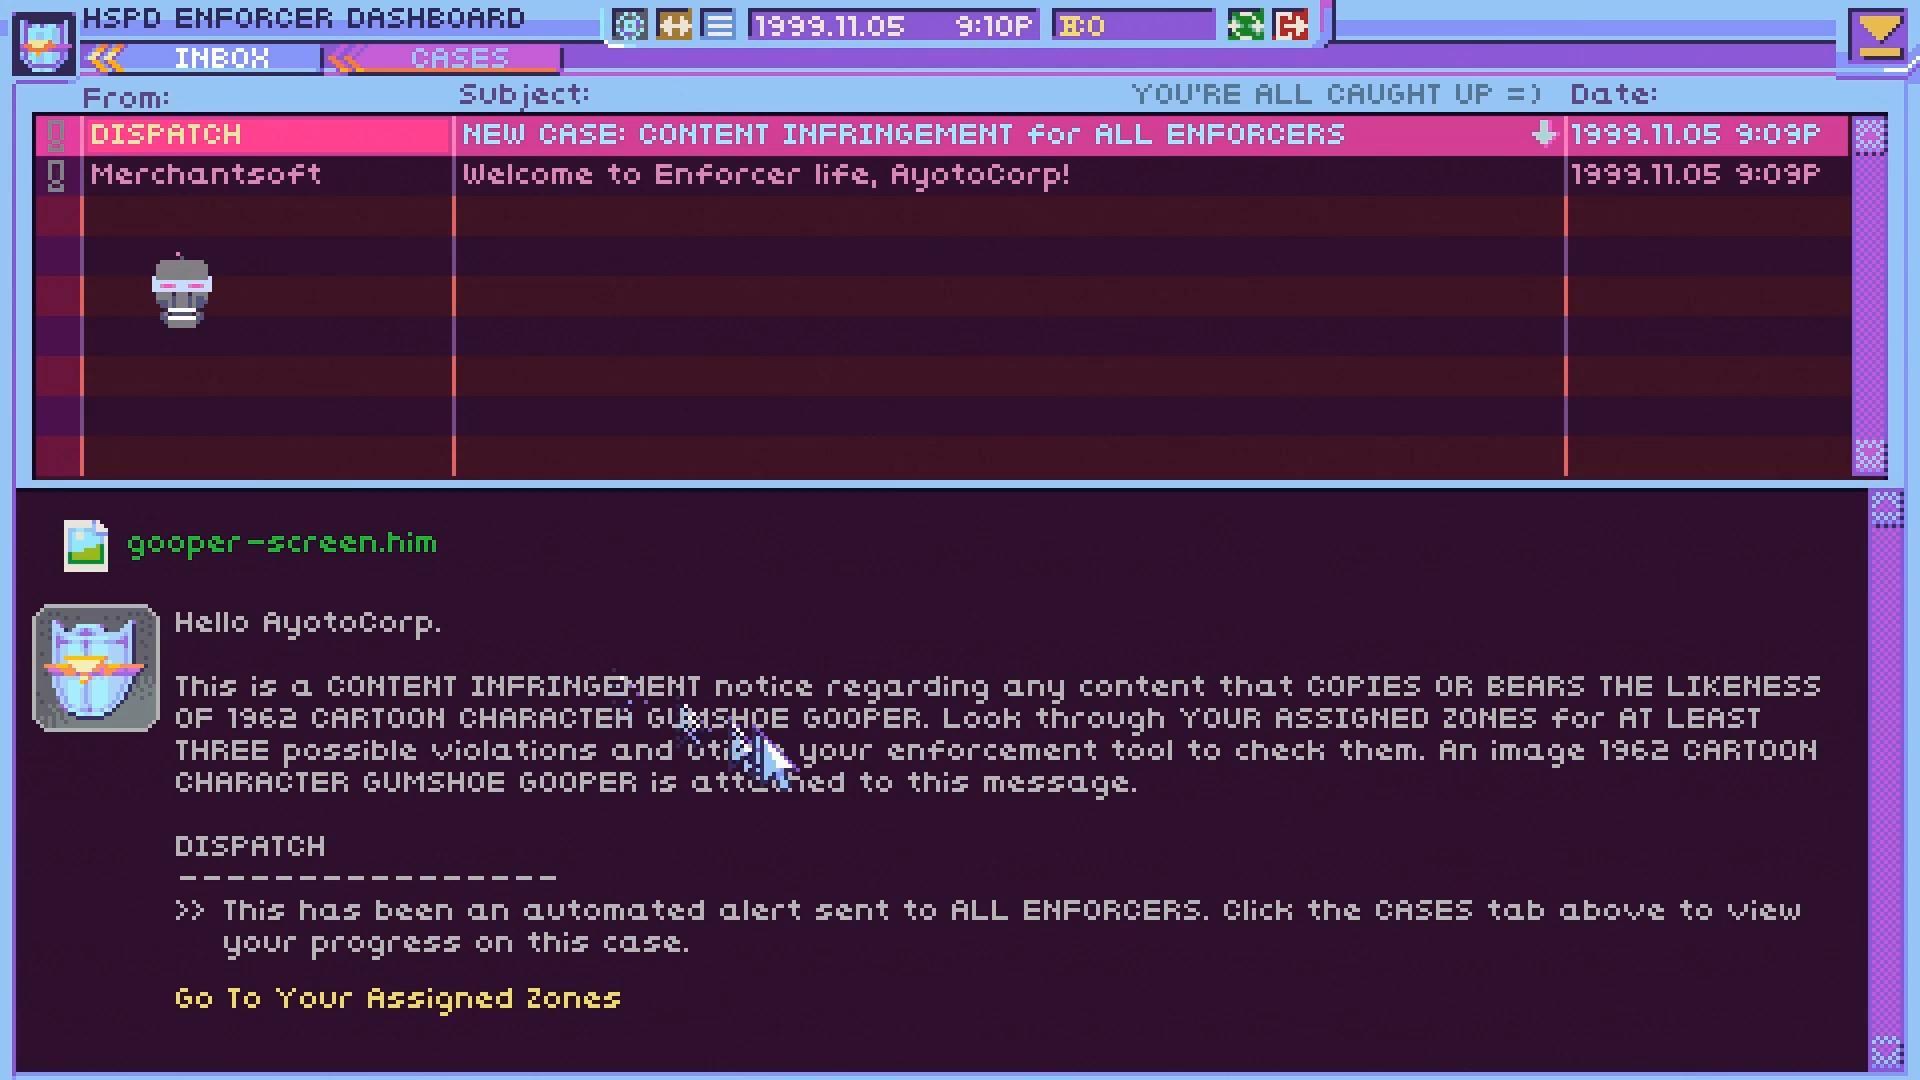 HSPD ENFORCER DASHBOARD
1999.11.05 9:10P
0
INBOX
CASES
From:
Subject:
YOU'RE ALL CAUGHT UP =)
Date:
DISPATCH
NEW CASE: CONTENT INFRINGEMENT for ALL ENFORCERS
1999.11.05 9:09P
Merchantsoft
Welcome to Enforcer life, AyotoCorp!
1999.11.05 9:09P
gooper-screen.him
Hello AyotoCorp.
This is a CONTENT INFRINGEMENT notice regarding any content that COPIES OR BEARS THE LIKENESS
OF 1962 CARTOON CHARACTER GUMSHOE GOOPER. Look through YOUR ASSIGNED ZONES for AT LEAST
THREE possible violations and your enforcement tool to check them. An image 1962 CARTOON
CHARACTER GUMSHOE GOOPER is attached to this message.
DISPATCH
----------------
>> This has been an automated alert sent to ALL ENFORCERS. Click the CASES tab above to view
your progress on this case.
Go To Your Assigned Zones